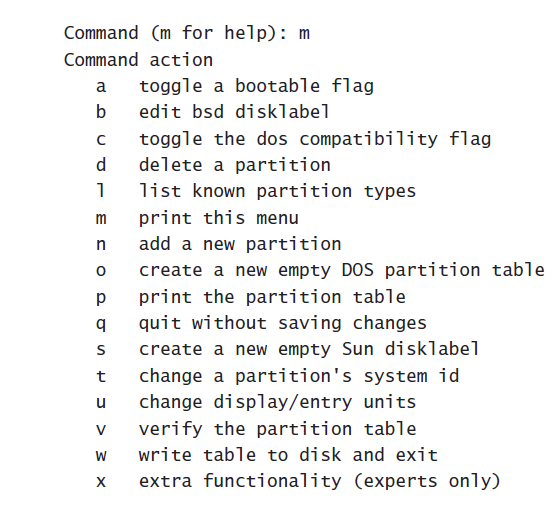 Command (m for help): m
Command action
a toggle a bootable flag
b edit bsd disklabel
c toggle the dos compatibility flag
d delete a partition
l list known partition types
m print this menu
n add a new partition
o create a new empty DOS partition table
p print the partition table
q quit without saving changes
s create a new empty Sun disklabel
t change a partition's system id
u change display/entry units
v verify the partition table
w write table to disk and exit
x extra functionality (experts only)